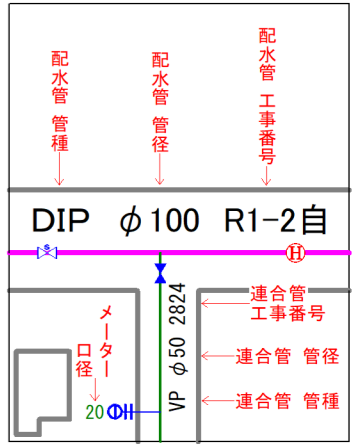 配水管 管種
配水管 管径
配水管 工事番号
DIP φ100 R1-2自
S
H
連合管
工事番号
VP φ50 2824
メーター
口径
連合管 管径
連合管 管種
20